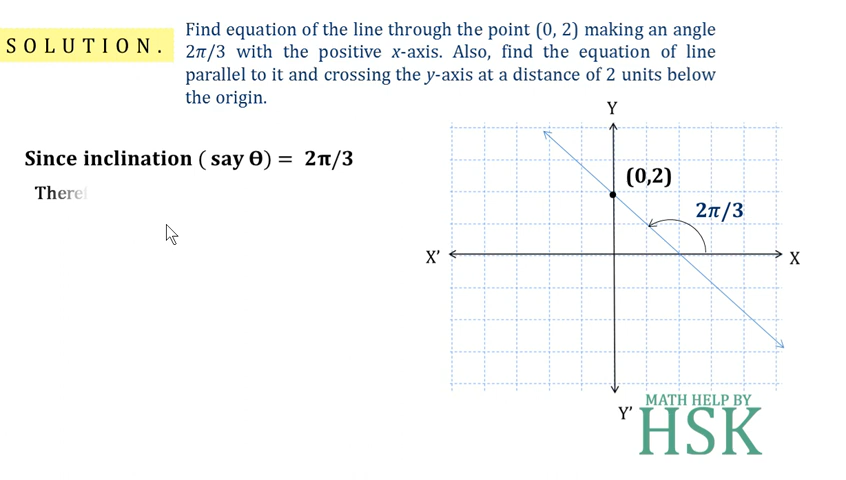 Find equation of the line through the point (0, 2) making an angle
SOLUTION.
2π/3 with the positive x-axis. Also, find the equation of line
parallel to it and crossing the y-axis at a distance of 2 units below
the origin.
Y
Since inclination ( say Ө) = 2π/3
(0,2)
There
2π/3
X'
X
Y'
MATH HELP BY
HSK